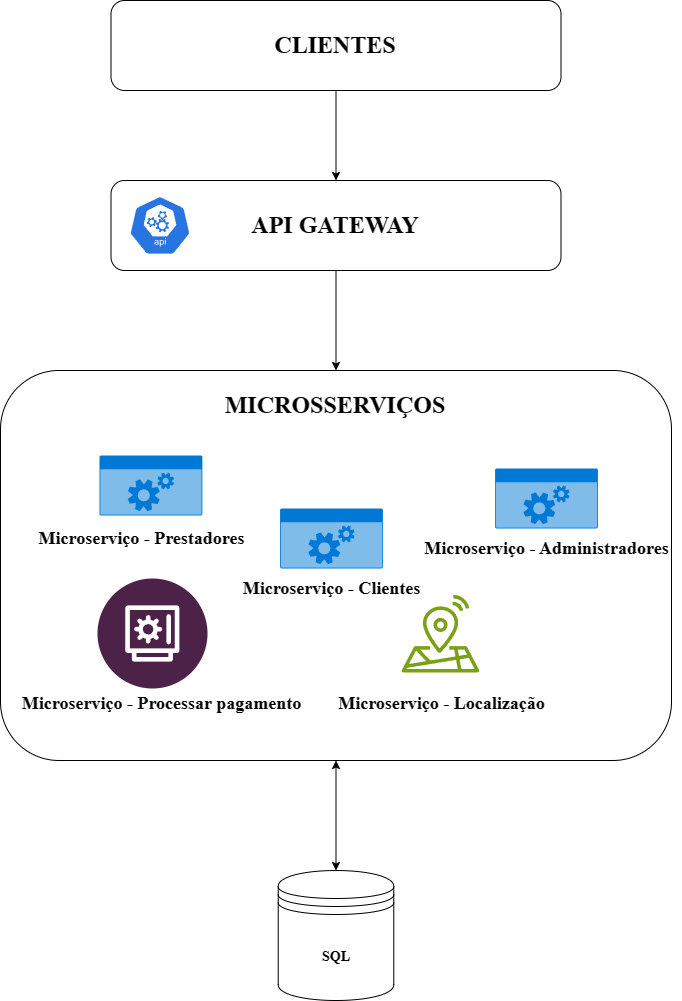 CLIENTES
API GATEWAY
api
MICROSSERVIÇOS
Microserviço - Prestadores
Microserviço - Administradores
Microserviço - Clientes
Microserviço - Processar pagamento
Microserviço - Localização
SQL